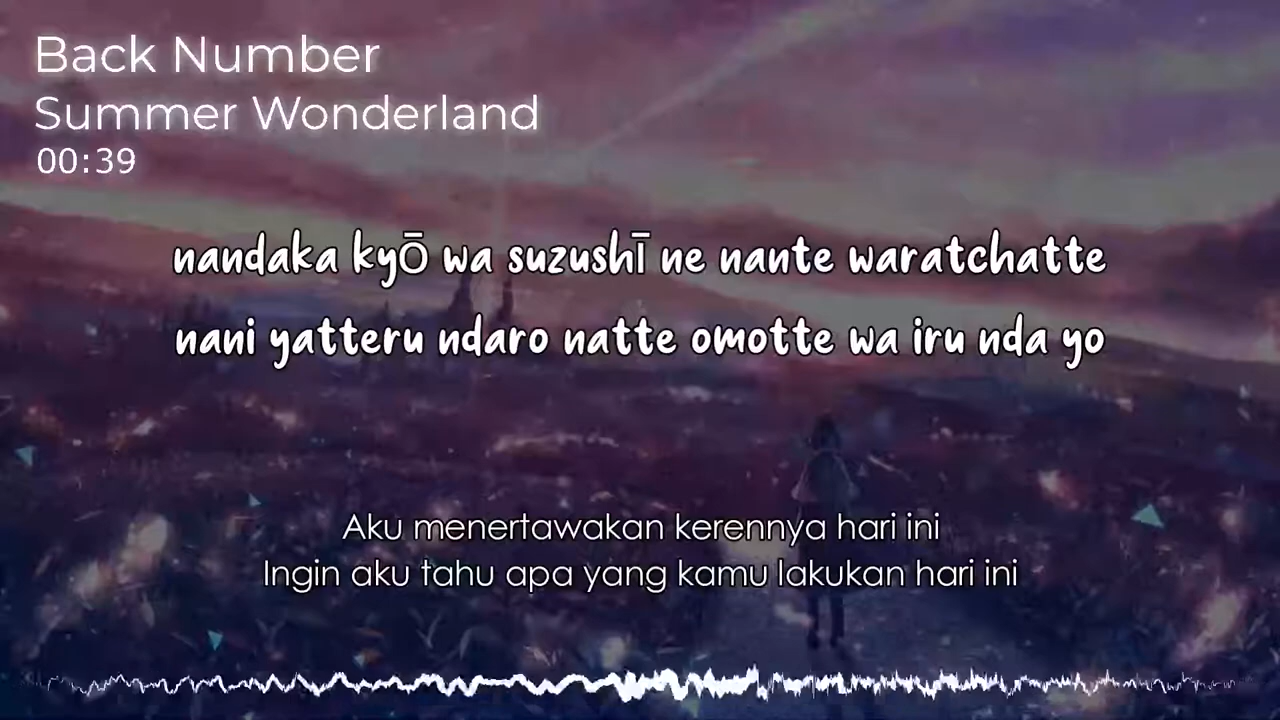 Back Number
Summer Wonderland
00:39
nandaka kyō wa suzushī ne nante waratchatte
nani yatteru ndaro natte omotte wa iru nda yo
Aku menertawakan kerennya hari ini
Ingin aku tahu apa yang kamu lakukan hari ini